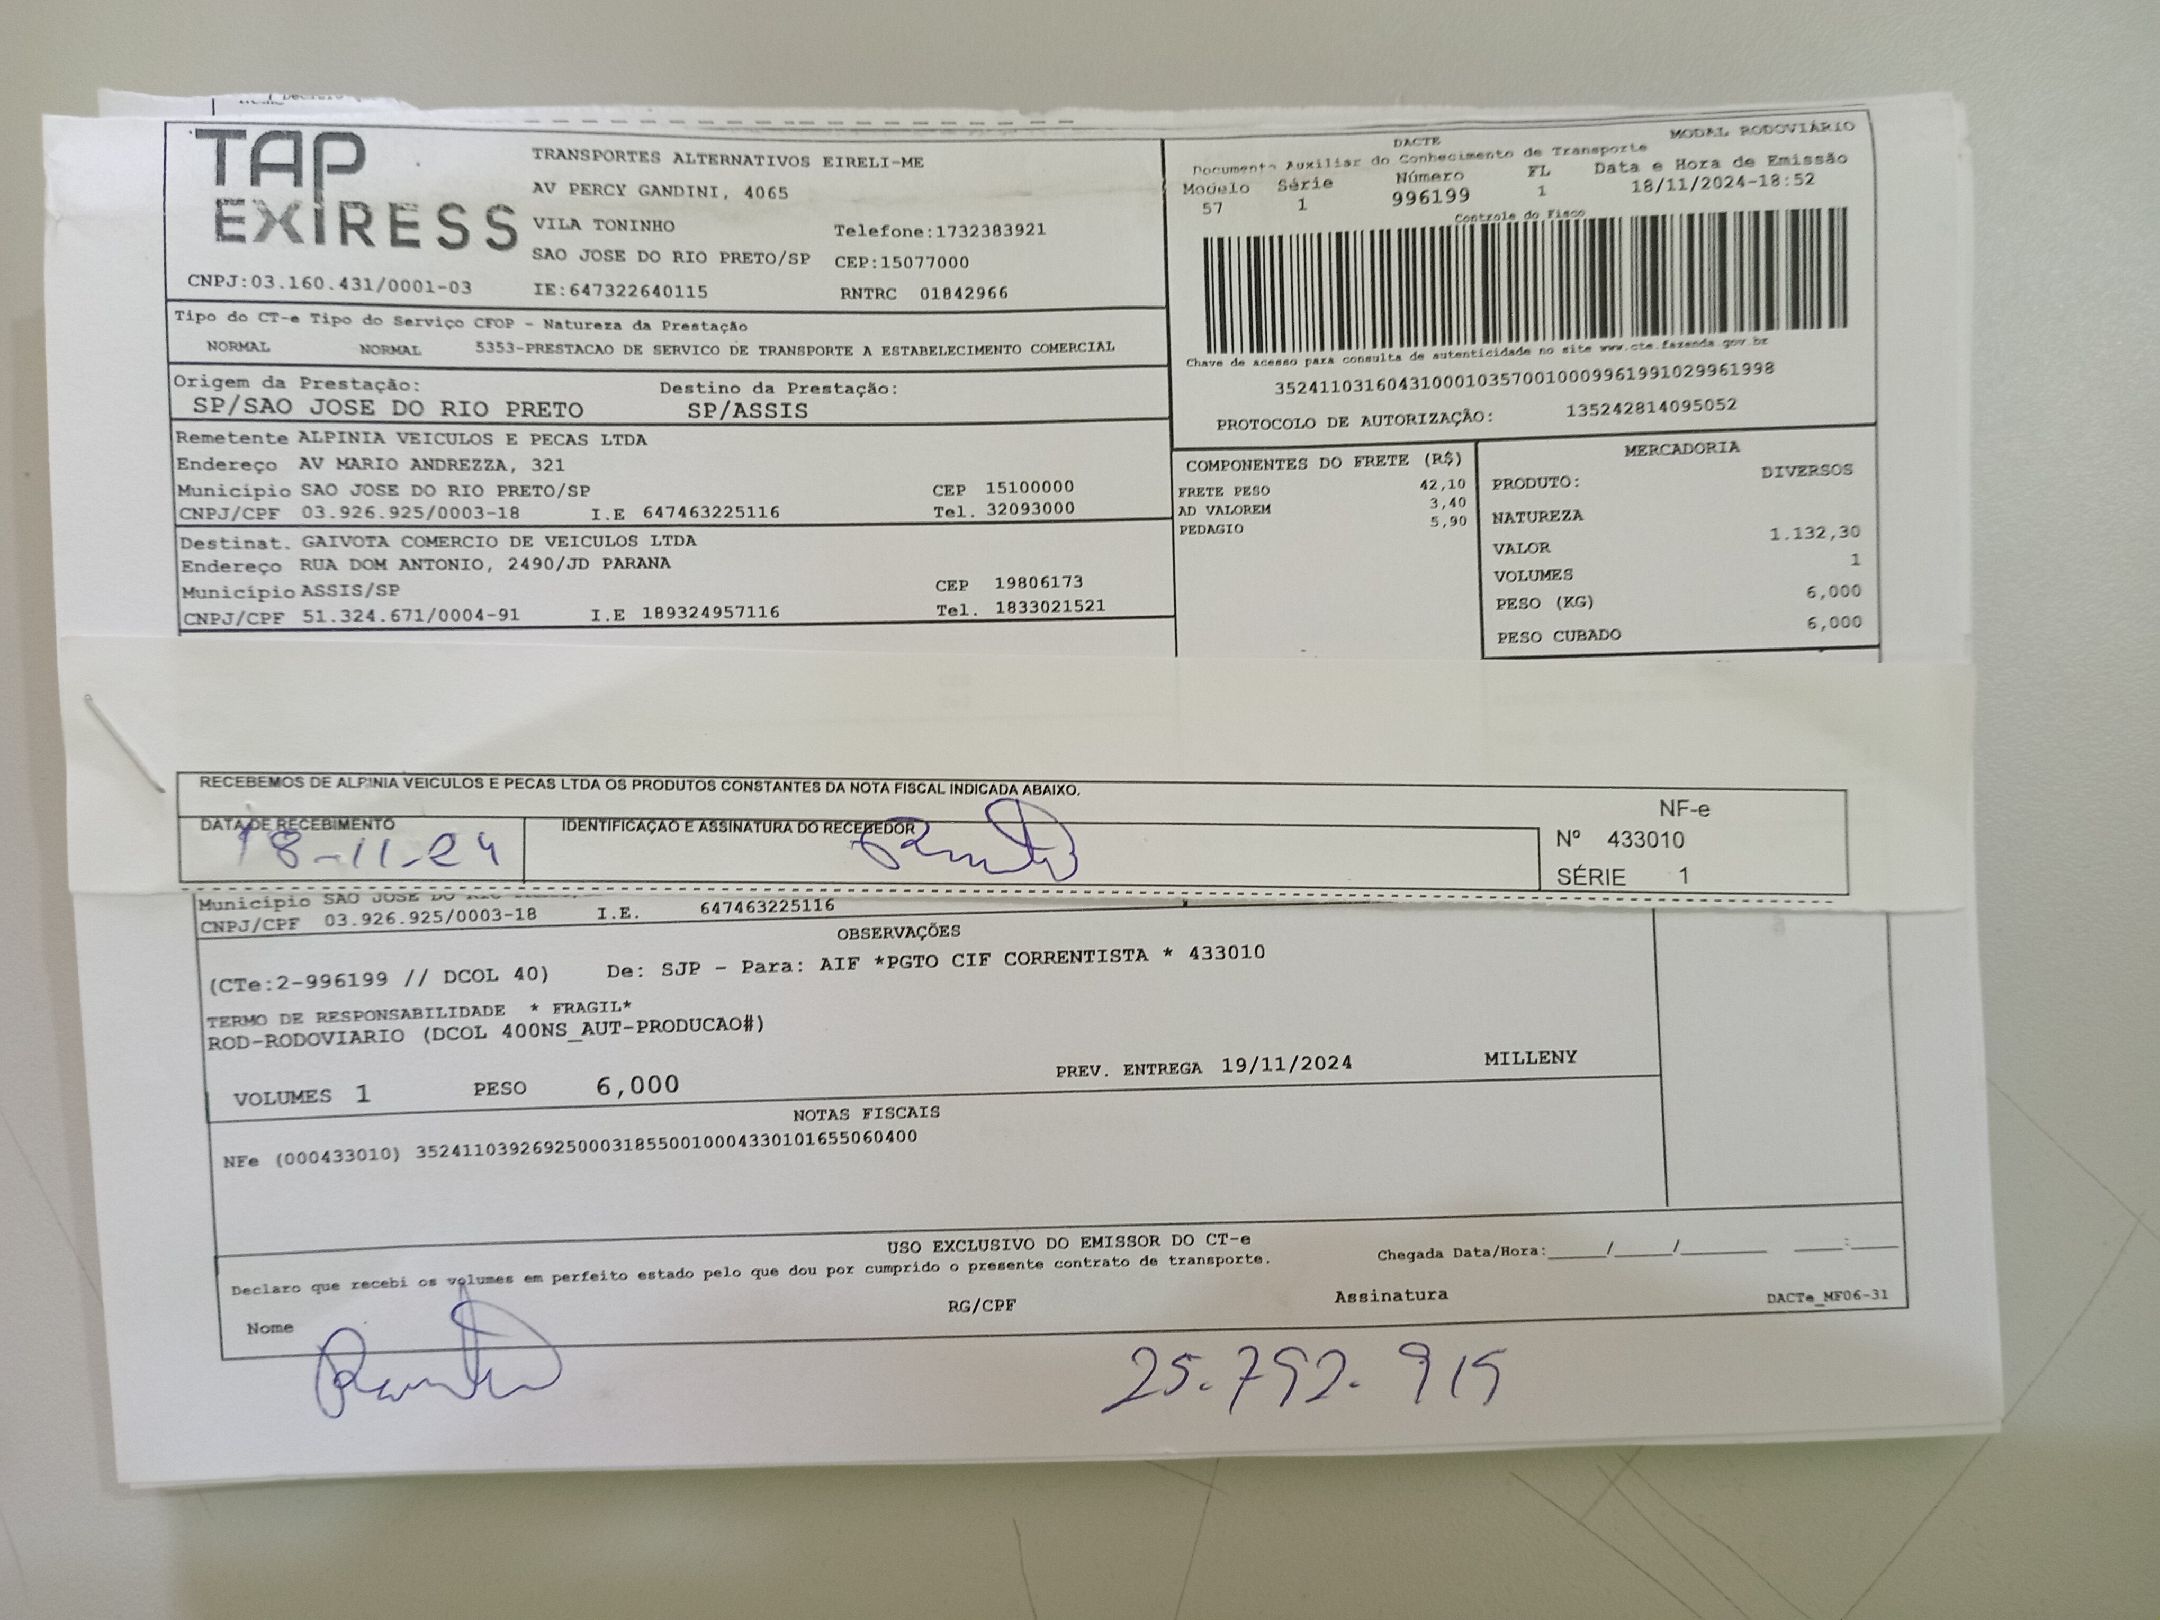 TAP
EXIRESS
TRANSPORTES ALTERNATIVOS EIRELI-ME
AV PERCY GANDINI, 4065
VILA TONINHO Telefone:1732383921
SAO JOSE DO RIO PRETO/SP CEP:15077000
CNPJ:03.160.431/0001-03 IE:647322640115 RNTRC 01842966
Tipo do CT-e Tipo do Serviço CFOP - Natureza da Prestação
NORMAL NORMAL 5353-PRESTACAO DE SERVICO DE TRANSPORTE A ESTABELECIMENTO COMERCIAL
Origem da Prestação: Destino da Prestação:
SP/SAO JOSE DO RIO PRETO SP/ASSIS
Remetente ALPINIA VEICULOS E PECAS LTDA
Endereço AV MARIO ANDREZZA, 321
Município SAO JOSE DO RIO PRETO/SP CEP 15100000
CNPJ/CPF 03.926.925/0003-18 I.E 647463225116 Tel. 32093000
Destinat. GAIVOTA COMERCIO DE VEICULOS LTDA
Endereço RUA DOM ANTONIO, 2490/JD PARANA
Município ASSIS/SP CEP 19806173
CNPJ/CPF 51.324.671/0004-91 I.E 189324957116 Tel. 1833021521
DACTE MODAL RODOVIÁRIO
Documento Auxiliar do Conhecimento de Transporte
Modelo Série Número FL Data e Hora de Emissão
57 1 996199 1 18/11/2024-18:52
Controle do Fisco
Chave de acesso para consulta de autenticidade no site www.cte.fazenda.gov.br
35241103160431000103570010009961991029961998
PROTOCOLO DE AUTORIZAÇÃO: 135242814095052
COMPONENTES DO FRETE (R$)
FRETE PESO 42,10
AD VALOREM 3,40
PEDAGIO 5,90
MERCADORIA
PRODUTO: DIVERSOS
NATUREZA
VALOR 1.132,30
VOLUMES 1
PESO (KG) 6,000
PESO CUBADO 6,000
RECEBEMOS DE ALPINIA VEICULOS E PECAS LTDA OS PRODUTOS CONSTANTES DA NOTA FISCAL INDICADA ABAIXO.
DATA DE RECEBIMENTO IDENTIFICAÇÃO E ASSINATURA DO RECEBEDOR
18-11-24
NF-e
Nº 433010
SÉRIE 1
Município SAO JOSE DO
CNPJ/CPF 03.926.925/0003-18 I.E. 647463225116
OBSERVAÇÕES
(CTe:2-996199 // DCOL 40) De: SJP - Para: AIF *PGTO CIF CORRENTISTA * 433010
TERMO DE RESPONSABILIDADE * FRAGIL*
ROD-RODOVIARIO (DCOL 400NS_AUT-PRODUCAO#)
VOLUMES 1 PESO 6,000 PREV. ENTREGA 19/11/2024 MILLENY
NOTAS FISCAIS
NFe (000433010) 35241103926925000318550010004330101655060400
USO EXCLUSIVO DO EMISSOR DO CT-e
Declaro que recebi os volumes em perfeito estado pelo que dou por cumprido o presente contrato de transporte. Chegada Data/Hora:_____/_____/_______ ____:____
Nome RG/CPF Assinatura DACTe_MF06-31
25.792.915